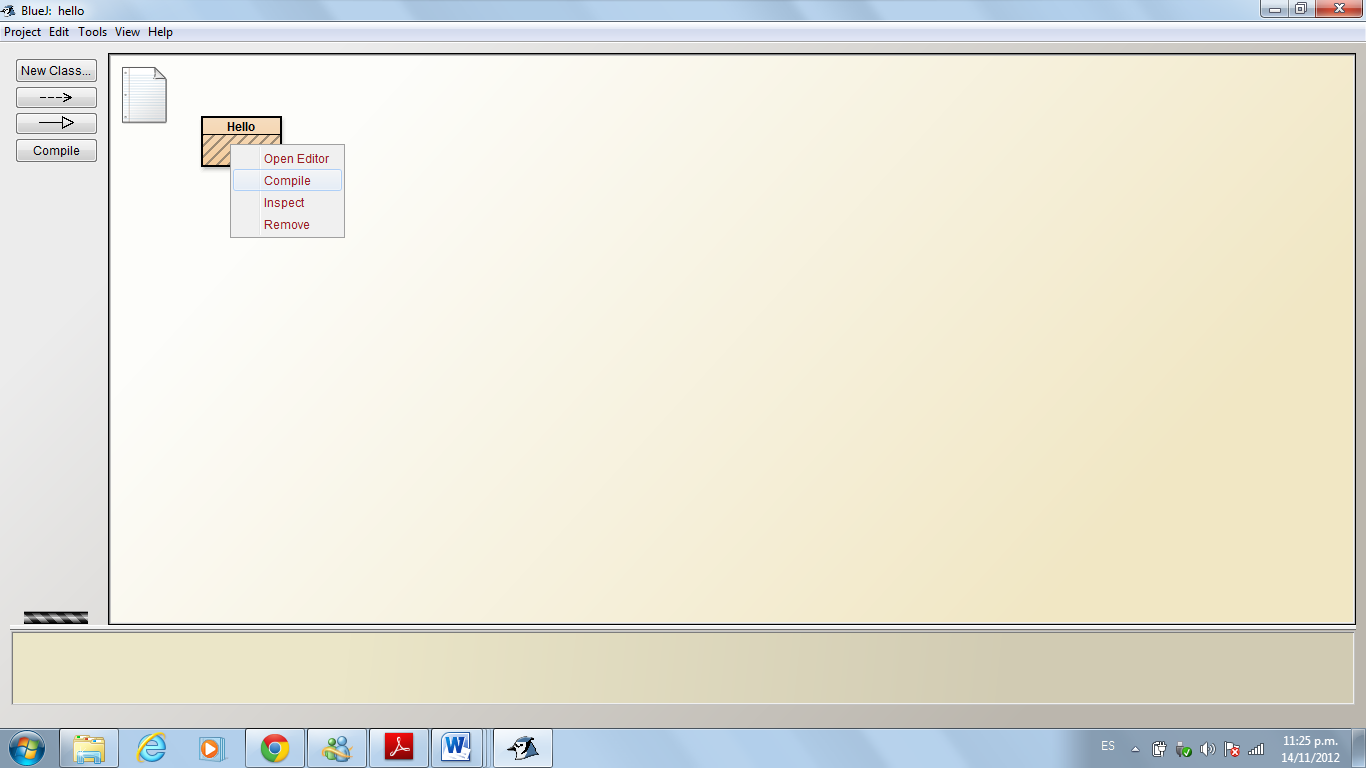 BlueJ:  hello
Project Edit Tools View Help
New Class...
Compile
Hello
Open Editor
Compile
Inspect
Remove
ES
11:25 p.m.
14/11/2012